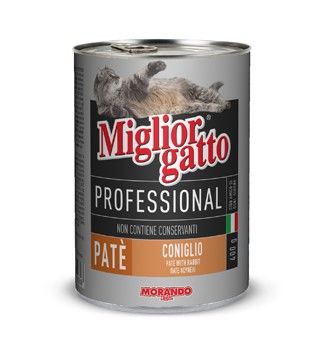 Miglior®
gatto
PROFESSIONAL
NON CONTIENE CONSERVANTI
PATÈ
CONIGLIO
PATE WITH RABBIT
400 g
MORANDO